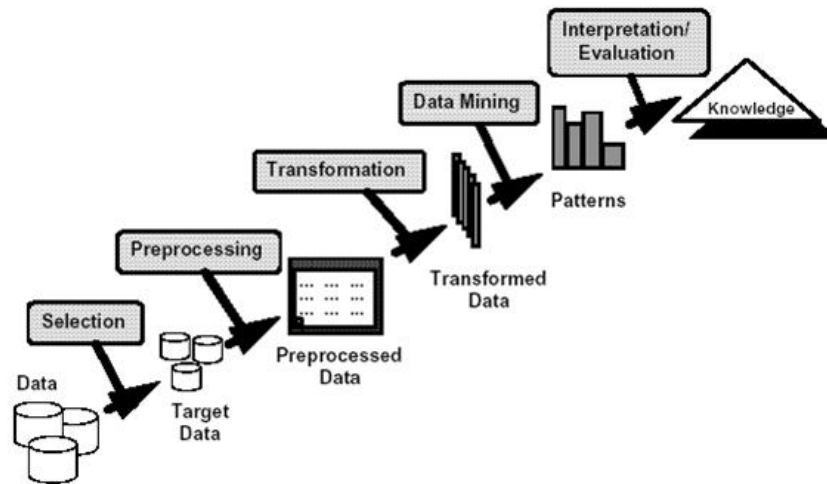 Interpretation/
Evaluation
Knowledge
Data Mining
Patterns
Transformation
Transformed
Data
Preprocessing
Preprocessed
Data
Selection
Target
Data
Data